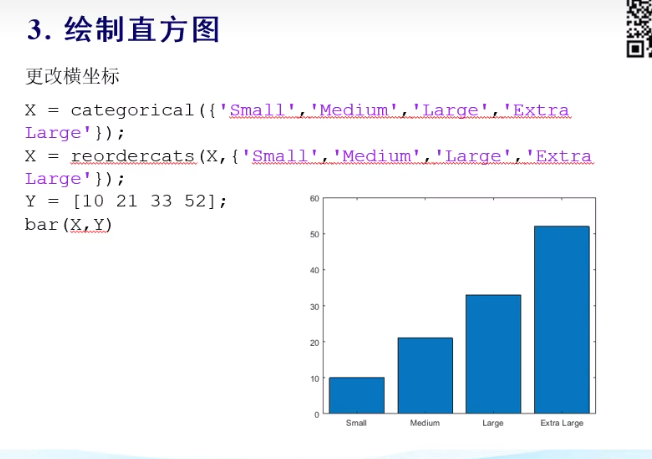 3. 绘制直方图
更改横坐标
X = categorical({'Small','Medium','Large','Extra
Large'});
X = reordercats(X,{'Small','Medium','Large','Extra
Large'});
Y = [10 21 33 52];
bar(X,Y)
60
50
40
30
20
10
0
Small Medium Large Extra Large